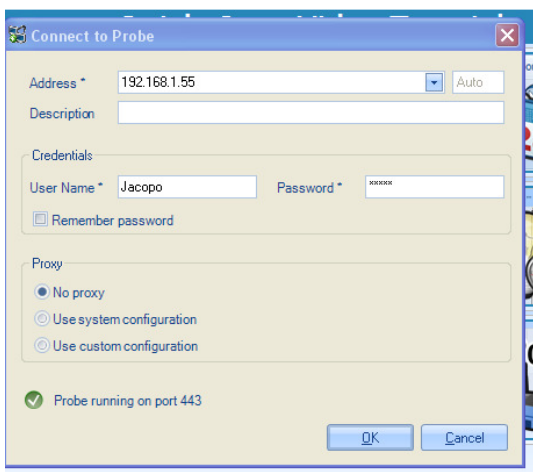 Connect to Probe
Address * 192.168.1.55 Auto
Description
Credentials
User Name * Jacopo Password * *****
Remember password
Proxy
No proxy
Use system configuration
Use custom configuration
Probe running on port 443
OK Cancel